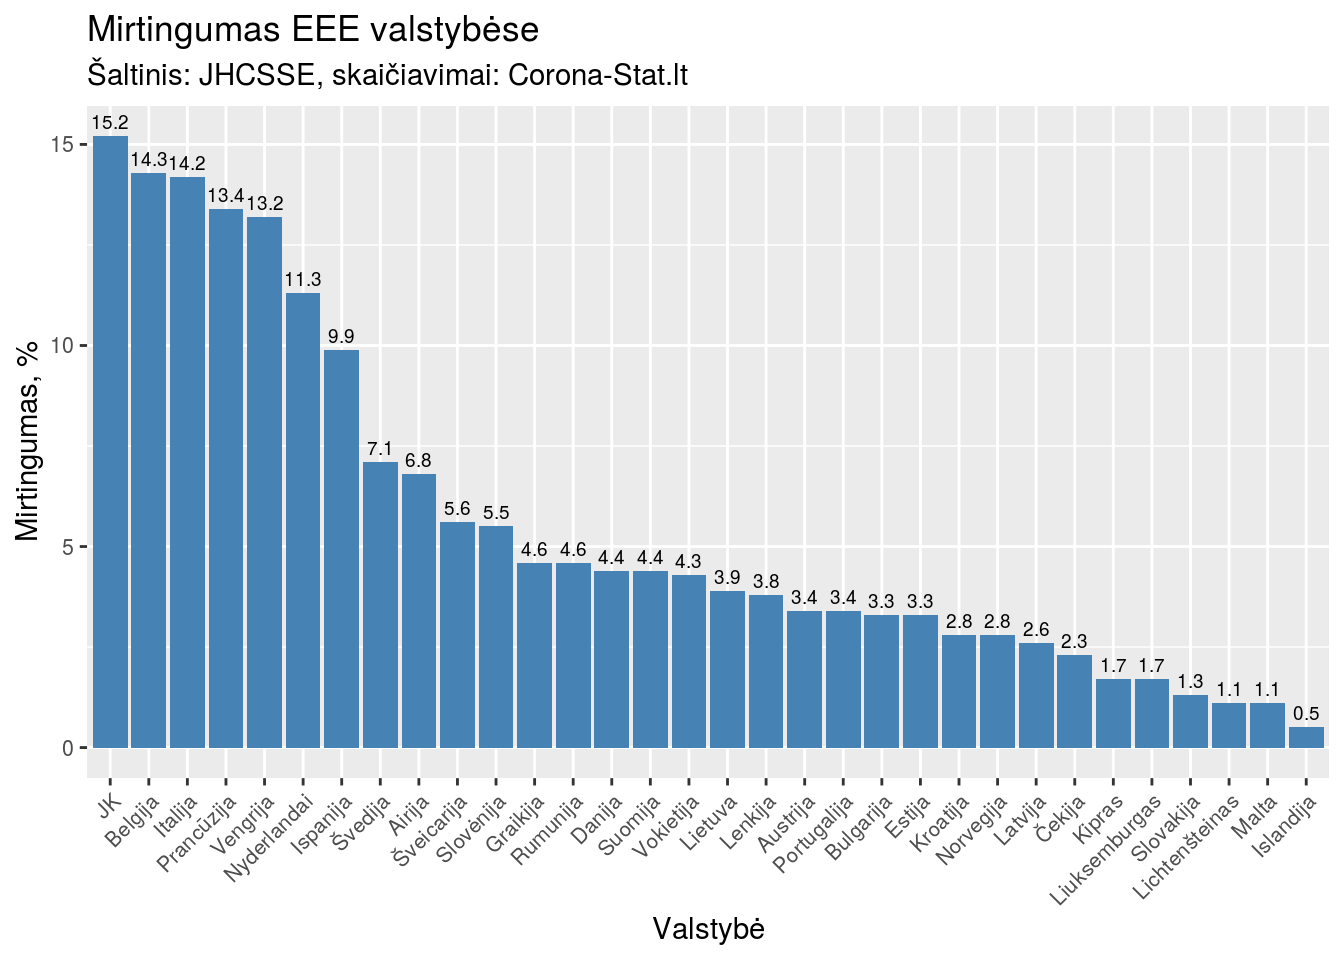 Mirtingumas EEE valstybėse
Šaltinis: JHCSSE, skaičiavimai: Corona-Stat.lt
Mirtingumas, %
15
10
5
0
15.2
14.3
14.2
13.4
13.2
11.3
9.9
7.1
6.8
5.6
5.5
4.6
4.6
4.4
4.4
4.3
3.9
3.8
3.4
3.4
3.3
3.3
2.8
2.8
2.6
2.3
1.7
1.7
1.3
1.1
1.1
0.5
JK
Belgija
Italija
Prancūzija
Vengrija
Nyderlandai
Ispanija
Švedija
Airija
Šveicarija
Slovėnija
Graikija
Rumunija
Danija
Suomija
Vokietija
Lietuva
Lenkija
Austrija
Portugalija
Bulgarija
Estija
Kroatija
Norvegija
Latvija
Čekija
Kipras
Liuksemburgas
Slovakija
Lichtenšteinas
Malta
Islandija
Valstybė